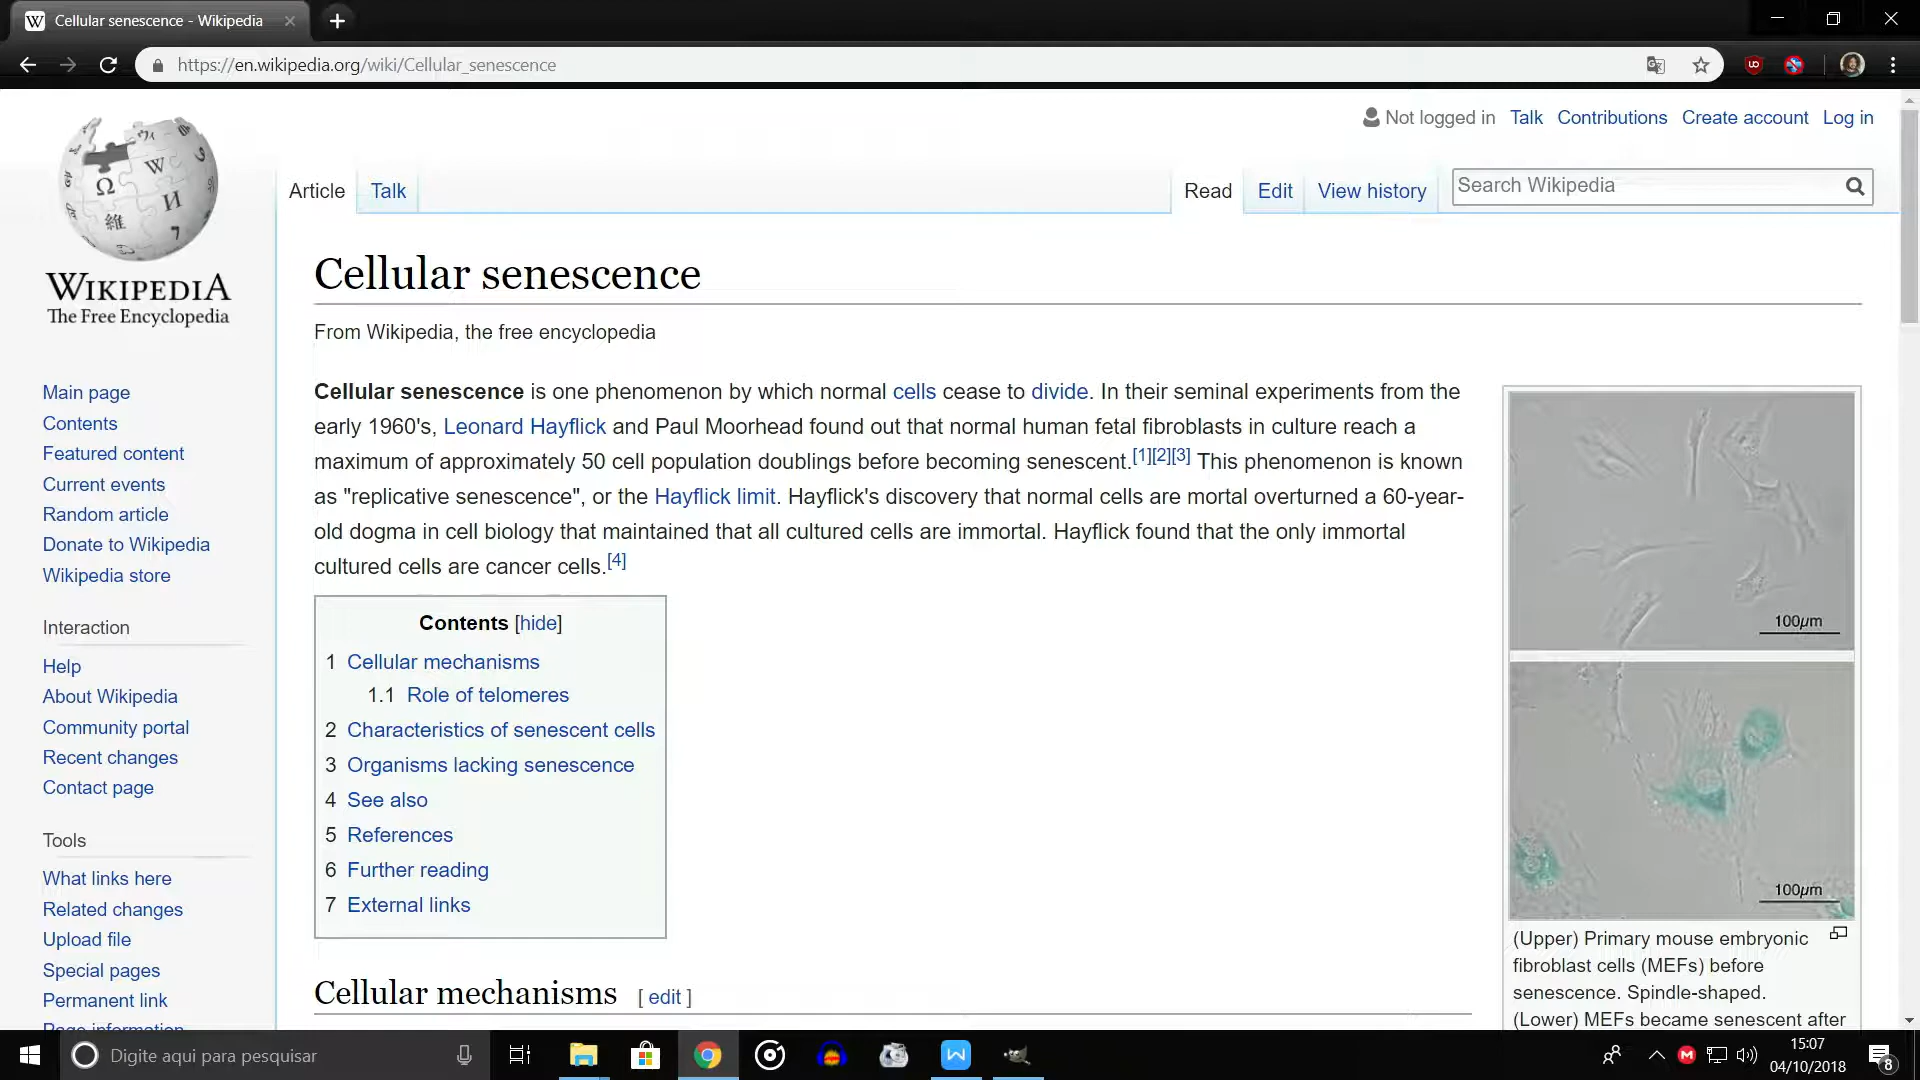 Cellular senescence - Wikipedia
https://en.wikipedia.org/wiki/Cellular_senescence
Not logged in Talk Contributions Create account Log in
Article Talk Read Edit View history Search Wikipedia
WIKIPEDIA
The Free Encyclopedia
Main page
Contents
Featured content
Current events
Random article
Donate to Wikipedia
Wikipedia store
Interaction
Help
About Wikipedia
Community portal
Recent changes
Contact page
Tools
What links here
Related changes
Upload file
Special pages
Permanent link
Page information
Cellular senescence
From Wikipedia, the free encyclopedia
Cellular senescence is one phenomenon by which normal cells cease to divide. In their seminal experiments from the
early 1960's, Leonard Hayflick and Paul Moorhead found out that normal human fetal fibroblasts in culture reach a
maximum of approximately 50 cell population doublings before becoming senescent.[1][2][3] This phenomenon is known
as "replicative senescence", or the Hayflick limit. Hayflick's discovery that normal cells are mortal overturned a 60-year-
old dogma in cell biology that maintained that all cultured cells are immortal. Hayflick found that the only immortal
cultured cells are cancer cells.[4]
Contents [hide]
1 Cellular mechanisms
1.1 Role of telomeres
2 Characteristics of senescent cells
3 Organisms lacking senescence
4 See also
5 References
6 Further reading
7 External links
Cellular mechanisms [ edit ]
100µm
100µm
(Upper) Primary mouse embryonic
fibroblast cells (MEFs) before
senescence. Spindle-shaped.
(Lower) MEFs became senescent after
Digite aqui para pesquisar
15:07
04/10/2018
8